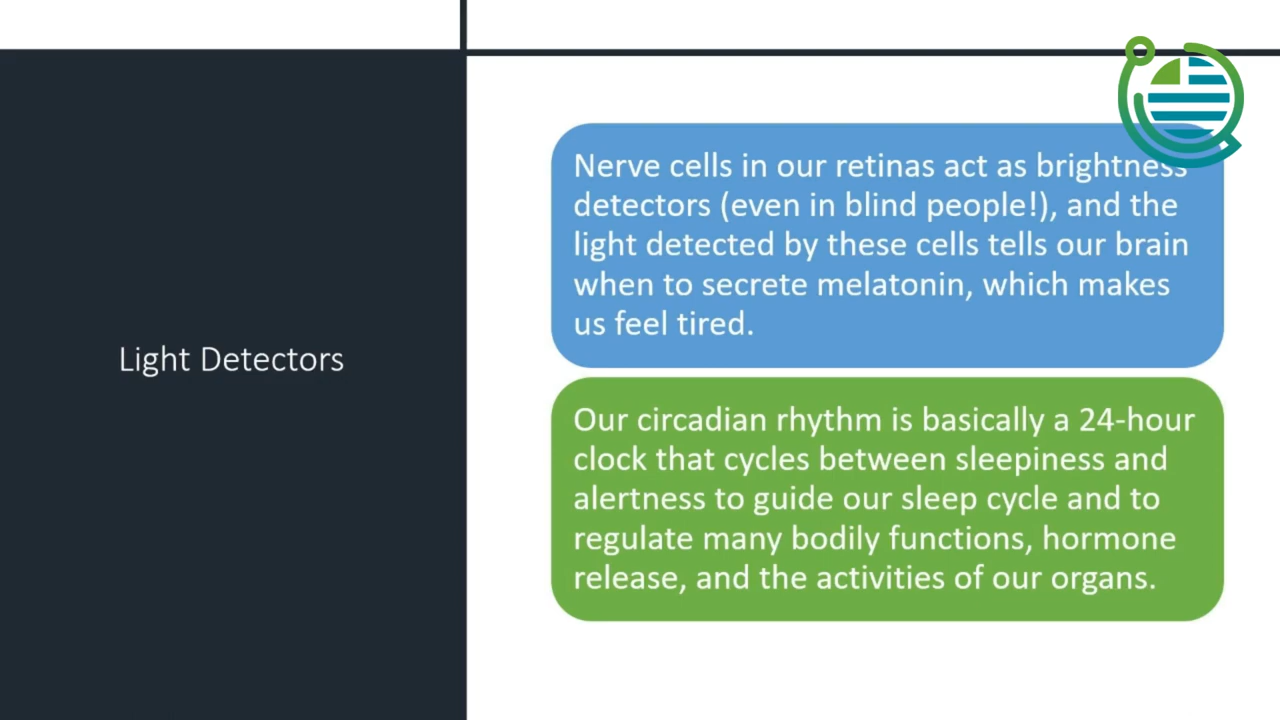 Light Detectors
Nerve cells in our retinas act as brightness
detectors (even in blind people!), and the
light detected by these cells tells our brain
when to secrete melatonin, which makes
us feel tired.
Our circadian rhythm is basically a 24-hour
clock that cycles between sleepiness and
alertness to guide our sleep cycle and to
regulate many bodily functions, hormone
release, and the activities of our organs.